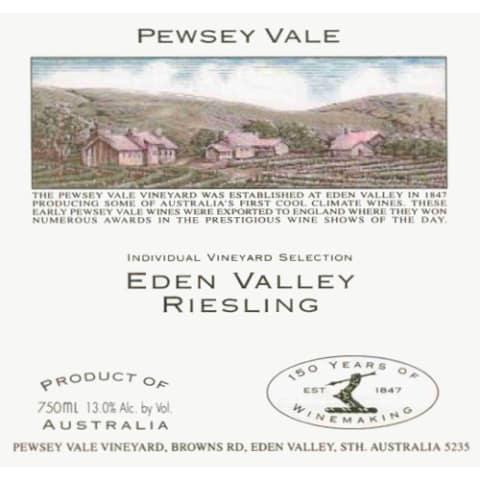 PEWSEY VALE
THE PEWSEY VALE VINEYARD WAS ESTABLISHED AT EDEN VALLEY IN 1847
PRODUCING SOME OF AUSTRALIA'S FIRST COOL CLIMATE WINES. THESE
EARLY PEWSEY VALE WINES WERE EXPORTED TO ENGLAND WHERE THEY WON
NUMEROUS AWARDS IN THE PRESTIGIOUS WINE SHOWS OF THE DAY.
INDIVIDUAL VINEYARD SELECTION
EDEN VALLEY
RIESLING
PRODUCT OF
750ML 13.0% Alc. by Vol.
AUSTRALIA
150 YEARS OF
EST 1847
WINEMAKING
PEWSEY VALE VINEYARD, BROWNS RD, EDEN VALLEY, STH. AUSTRALIA 5235